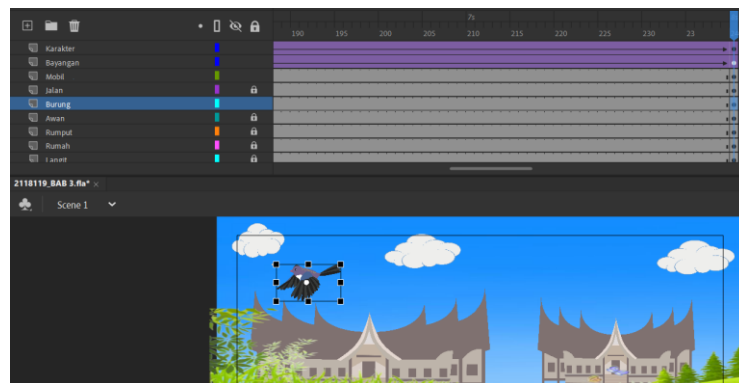 7s
190 195 200 205 210 215 220 225 230 23
Karakter
Bayangan
Mobil
Jalan
Burung
Awan
Rumput
Rumah
Langit
2118119_BAB 3.fla* ×
Scene 1